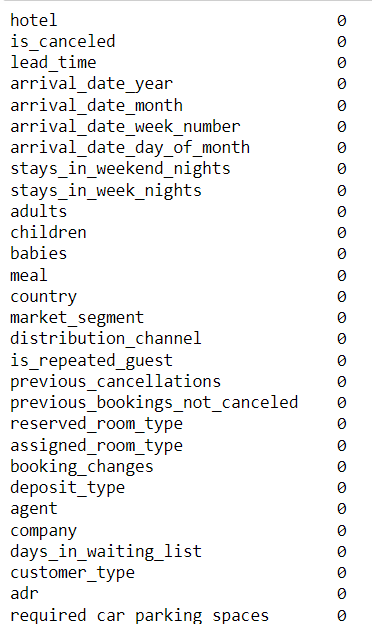 hotel 0
is_canceled 0
lead_time 0
arrival_date_year 0
arrival_date_month 0
arrival_date_week_number 0
arrival_date_day_of_month 0
stays_in_weekend_nights 0
stays_in_week_nights 0
adults 0
children 0
babies 0
meal 0
country 0
market_segment 0
distribution_channel 0
is_repeated_guest 0
previous_cancellations 0
previous_bookings_not_canceled 0
reserved_room_type 0
assigned_room_type 0
booking_changes 0
deposit_type 0
agent 0
company 0
days_in_waiting_list 0
customer_type 0
adr 0
required_car_parking_spaces 0